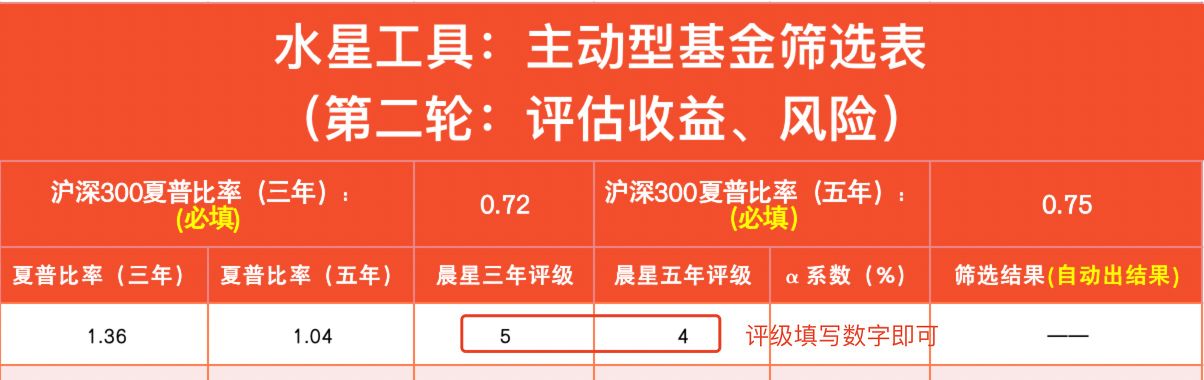 水星工具：主动型基金筛选表
（第二轮：评估收益、风险）
沪深300夏普比率（三年）：
(必填)
0.72
沪深300夏普比率（五年）：
(必填)
0.75
夏普比率（三年）
夏普比率（五年）
晨星三年评级
晨星五年评级
α 系数（%）
筛选结果(自动出结果)
1.36
1.04
5
4
评级填写数字即可
——